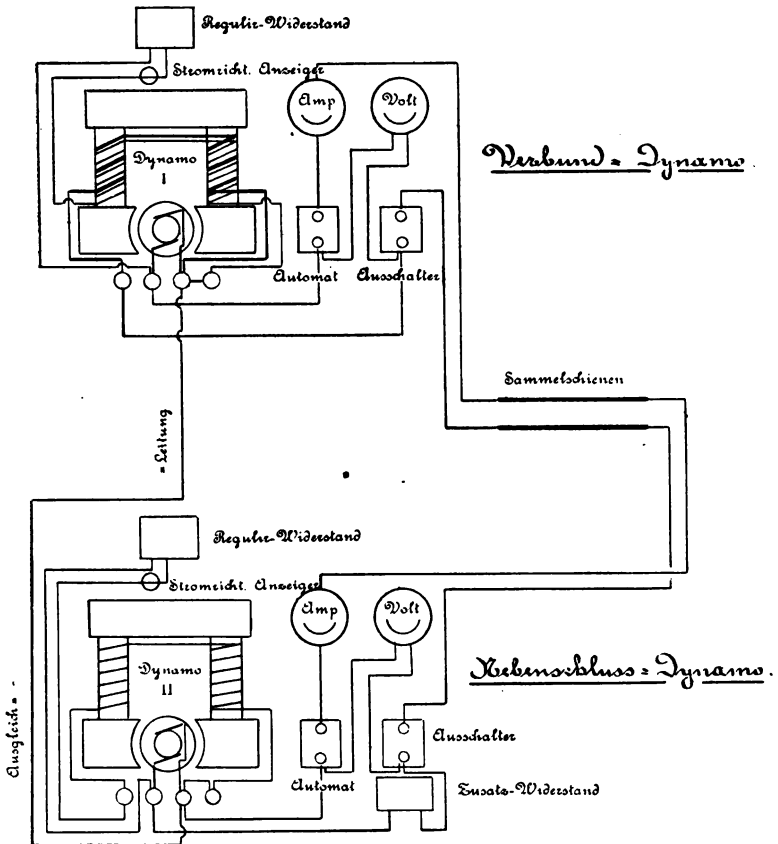 Regulir-Widerstand
Stromricht. Anzeiger
Amp
Volt
Verbund = Dynamo.
Dynamo
I
Automat
Ausschalter
Sammelschienen
= Leitung
Regulir-Widerstand
Stromricht. Anzeiger
Amp
Volt
Dynamo
II
Nebenschluss = Dynamo.
Ausgleich = -
Ausschalter
Automat
Zusatz-Widerstand